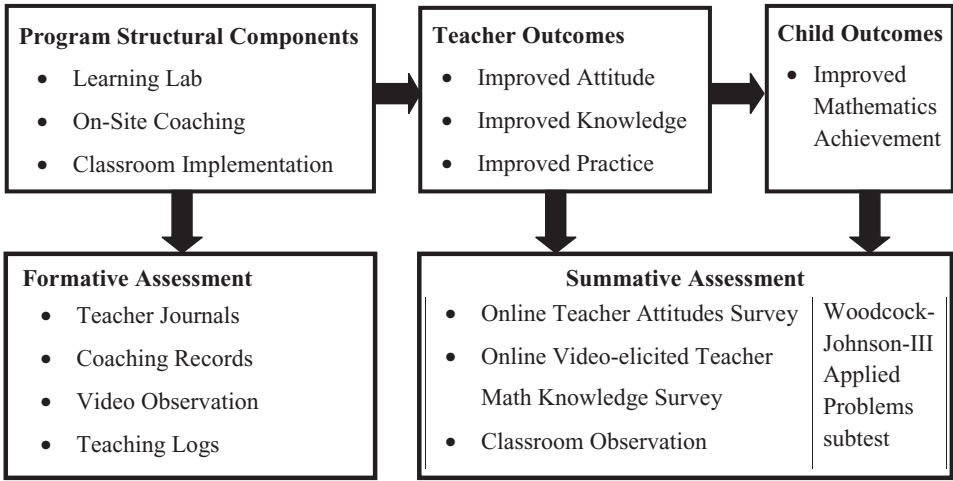 Program Structural Components
• Learning Lab
• On-Site Coaching
• Classroom Implementation
Teacher Outcomes
• Improved Attitude
• Improved Knowledge
• Improved Practice
Child Outcomes
• Improved
Mathematics
Achievement
Formative Assessment
• Teacher Journals
• Coaching Records
• Video Observation
• Teaching Logs
Summative Assessment
• Online Teacher Attitudes Survey
• Online Video-elicited Teacher
Math Knowledge Survey
• Classroom Observation
Woodcock-
Johnson-III
Applied
Problems
subtest